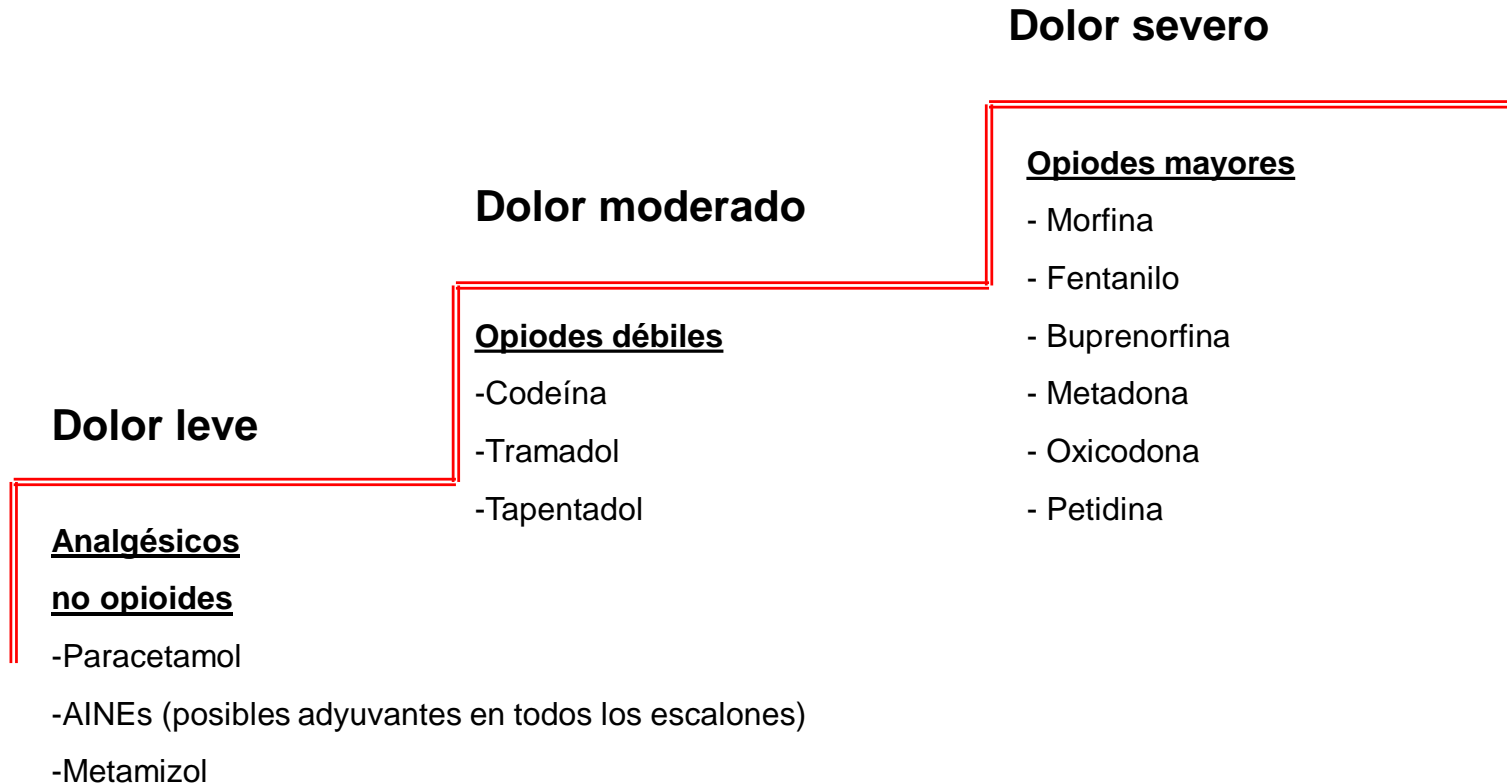 Dolor severo
Opiodes mayores
- Morfina
- Fentanilo
- Buprenorfina
- Metadona
- Oxicodona
- Petidina
Dolor moderado
Opiodes débiles
-Codeína
-Tramadol
-Tapentadol
Dolor leve
Analgésicos
no opioides
-Paracetamol
-AINEs (posibles adyuvantes en todos los escalones)
-Metamizol